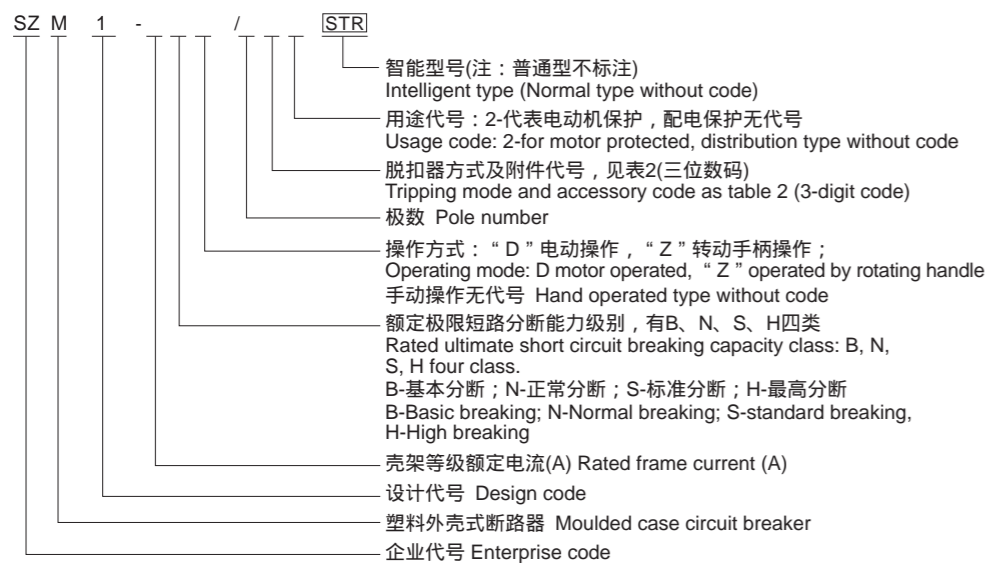 SZ M 1 - _ _ _ / _ _ _ STR
智能型号(注：普通型不标注)
Intelligent type (Normal type without code)
用途代号：2-代表电动机保护，配电保护无代号
Usage code: 2-for motor protected, distribution type without code
脱扣器方式及附件代号，见表2(三位数码)
Tripping mode and accessory code as table 2 (3-digit code)
极数 Pole number
操作方式：“D”电动操作，“Z”转动手柄操作；
Operating mode: D motor operated, “Z” operated by rotating handle
手动操作无代号 Hand operated type without code
额定极限短路分断能力级别，有B、N、S、H四类
Rated ultimate short circuit breaking capacity class: B, N,
S, H four class.
B-基本分断；N-正常分断；S-标准分断；H-最高分断
B-Basic breaking; N-Normal breaking; S-standard breaking,
H-High breaking
壳架等级额定电流(A) Rated frame current (A)
设计代号 Design code
塑料外壳式断路器 Moulded case circuit breaker
企业代号 Enterprise code